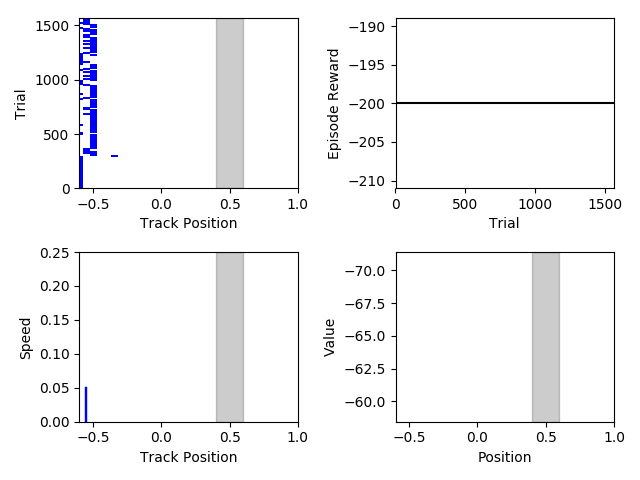 1500
1000
500
0
Trial
−0.5 0.0 0.5 1.0
Track Position
−190
−195
−200
−205
−210
Episode Reward
0 500 1000 1500
Trial
0.25
0.20
0.15
0.10
0.05
0.00
Speed
−0.5 0.0 0.5 1.0
Track Position
−70.0
−67.5
−65.0
−62.5
−60.0
Value
−0.5 0.0 0.5 1.0
Position